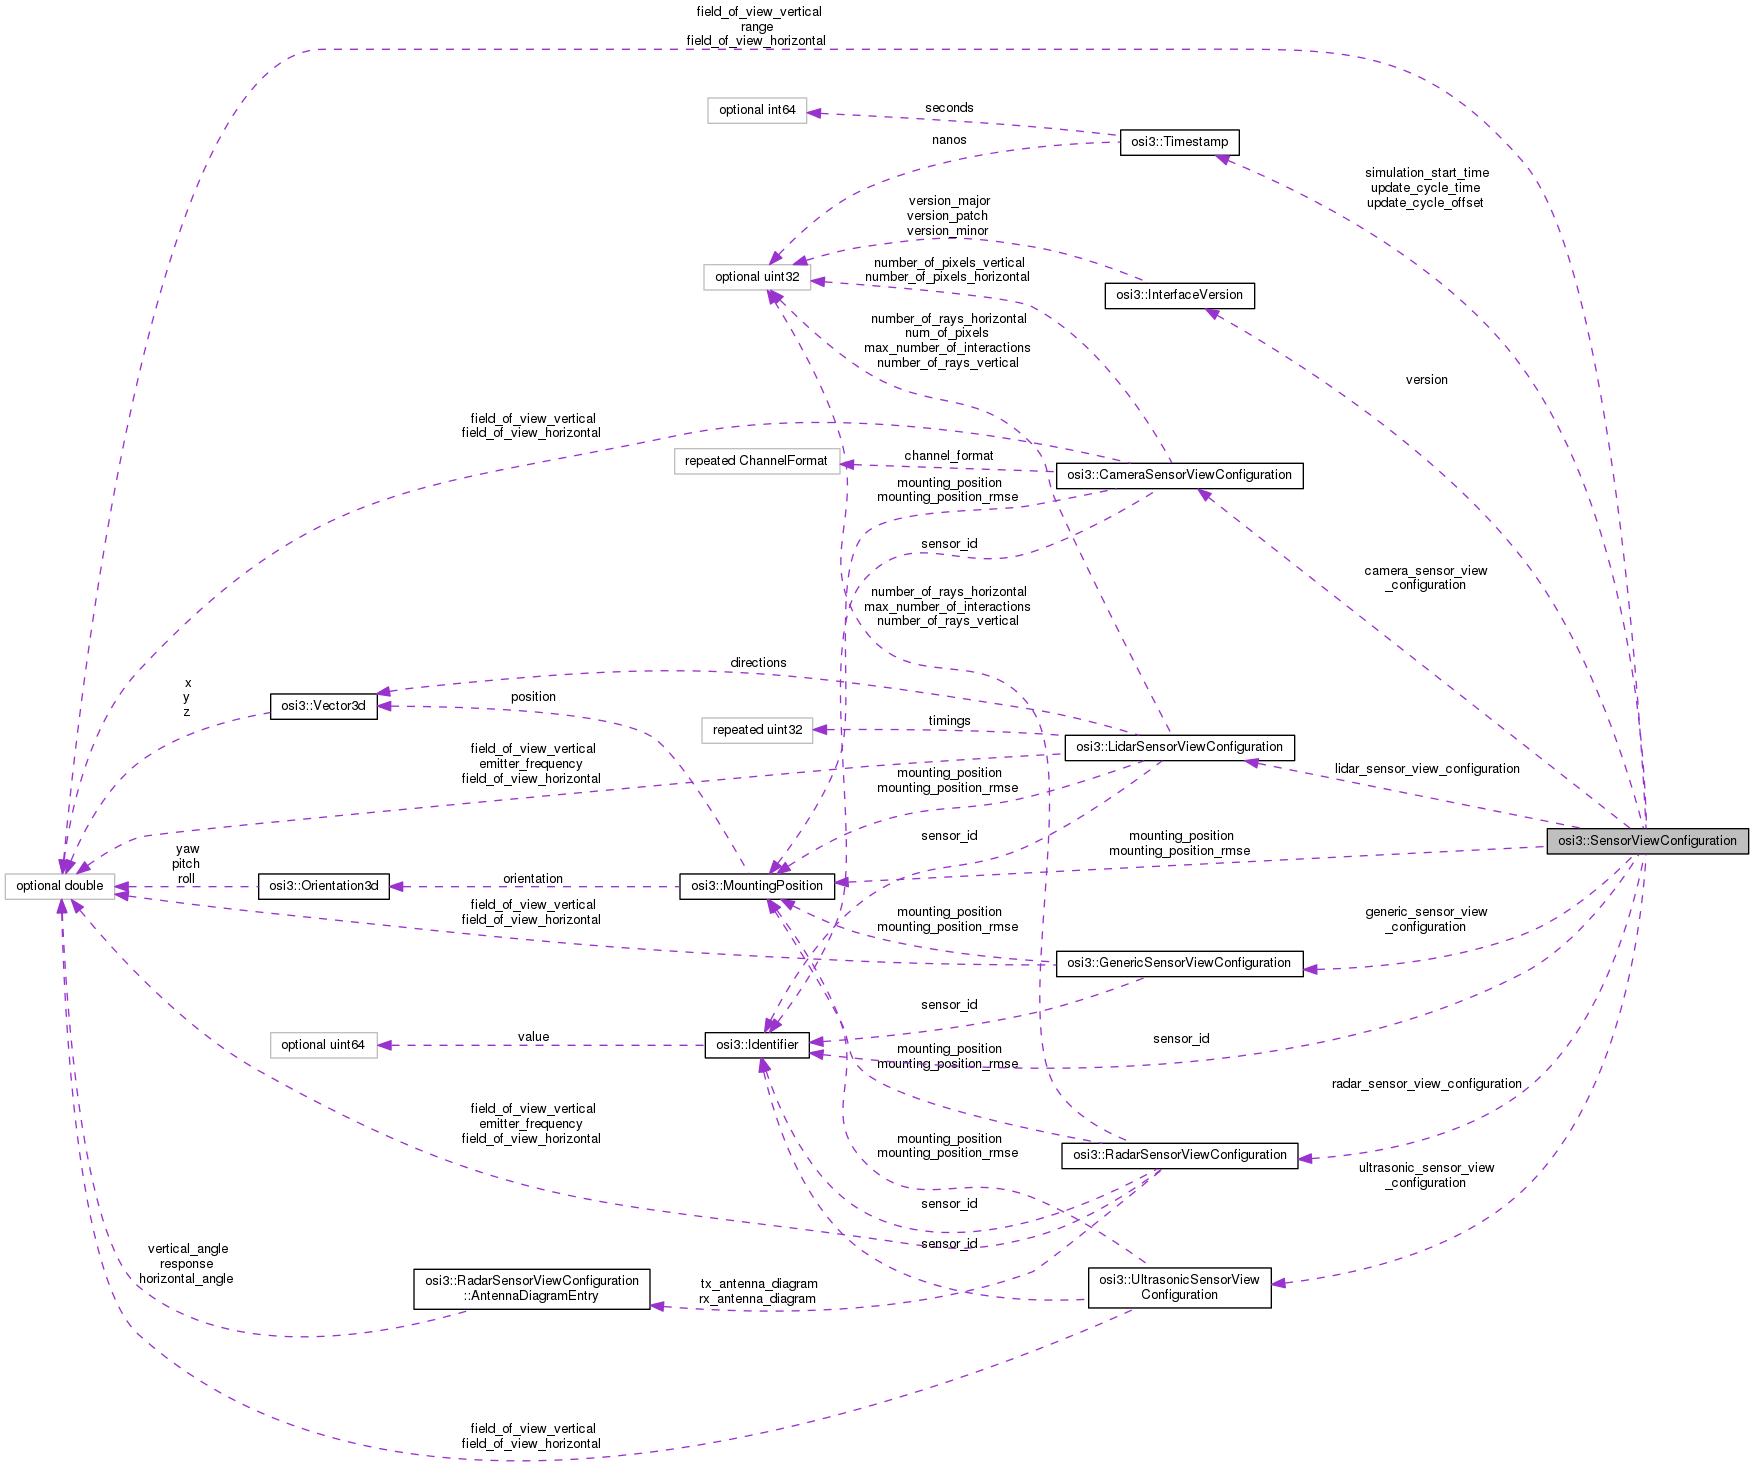 field_of_view_vertical
range
field_of_view_horizontal
optional int64
seconds
osi3::Timestamp
nanos
simulation_start_time
update_cycle_time
update_cycle_offset
version_major
version_patch
version_minor
optional uint32
number_of_pixels_vertical
number_of_pixels_horizontal
osi3::InterfaceVersion
number_of_rays_horizontal
num_of_pixels
max_number_of_interactions
number_of_rays_vertical
version
field_of_view_vertical
field_of_view_horizontal
repeated ChannelFormat
channel_format
osi3::CameraSensorViewConfiguration
mounting_position
mounting_position_rmse
sensor_id
camera_sensor_view
_configuration
number_of_rays_horizontal
max_number_of_interactions
number_of_rays_vertical
directions
x
y
z
osi3::Vector3d
position
repeated uint32
timings
osi3::LidarSensorViewConfiguration
field_of_view_vertical
emitter_frequency
field_of_view_horizontal
mounting_position
mounting_position_rmse
lidar_sensor_view_configuration
sensor_id
mounting_position
mounting_position_rmse
osi3::SensorViewConfiguration
yaw
pitch
roll
optional double
osi3::Orientation3d
orientation
osi3::MountingPosition
field_of_view_vertical
field_of_view_horizontal
mounting_position
mounting_position_rmse
generic_sensor_view
_configuration
osi3::GenericSensorViewConfiguration
sensor_id
optional uint64
value
osi3::Identifier
sensor_id
mounting_position
mounting_position_rmse
radar_sensor_view_configuration
field_of_view_vertical
emitter_frequency
field_of_view_horizontal
mounting_position
mounting_position_rmse
osi3::RadarSensorViewConfiguration
ultrasonic_sensor_view
_configuration
sensor_id
sensor_id
vertical_angle
response
horizontal_angle
osi3::RadarSensorViewConfiguration
::AntennaDiagramEntry
tx_antenna_diagram
rx_antenna_diagram
osi3::UltrasonicSensorView
Configuration
field_of_view_vertical
field_of_view_horizontal